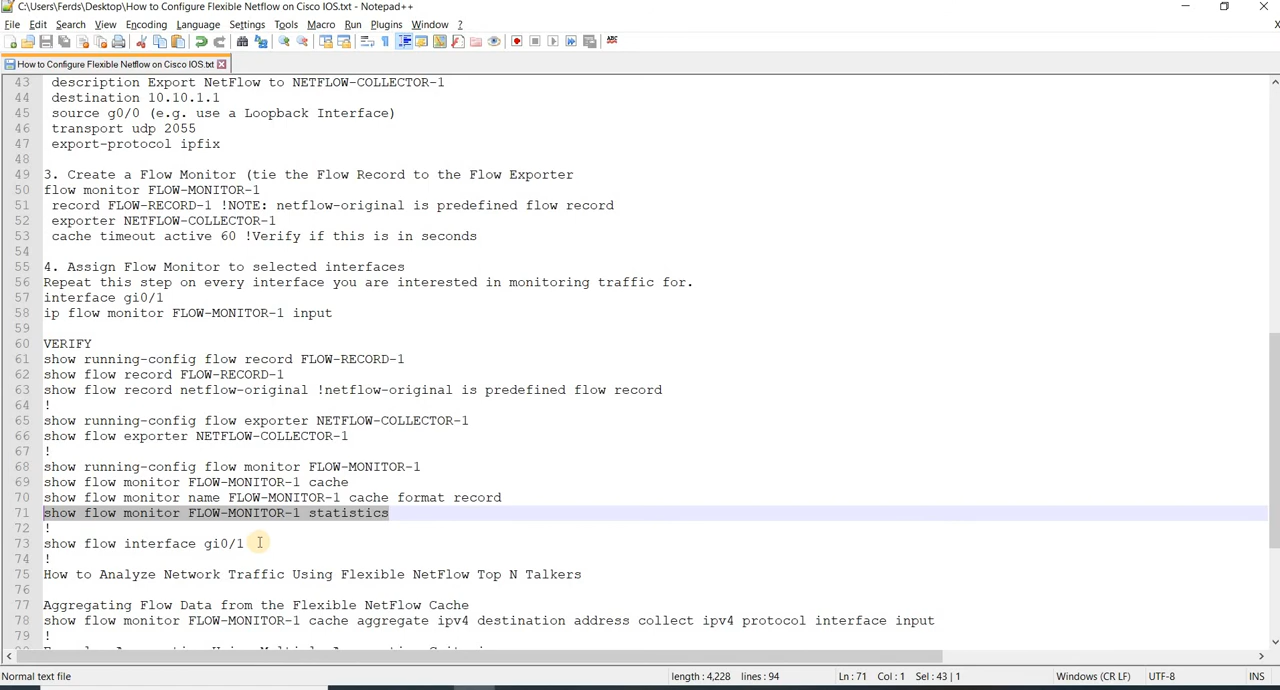 C:\Users\Ferds\Desktop\How to Configure Flexible Netflow on Cisco IOS.txt - Notepad++
File Edit Search View Encoding Language Settings Tools Macro Run Plugins Window ?
How to Configure Flexible Netflow on Cisco IOS.txt
43 description Export NetFlow to NETFLOW-COLLECTOR-1
44 destination 10.10.1.1
45 source g0/0 (e.g. use a Loopback Interface)
46 transport udp 2055
47 export-protocol ipfix
48
49 3. Create a Flow Monitor (tie the Flow Record to the Flow Exporter
50 flow monitor FLOW-MONITOR-1
51 record FLOW-RECORD-1 !NOTE: netflow-original is predefined flow record
52 exporter NETFLOW-COLLECTOR-1
53 cache timeout active 60 !Verify if this is in seconds
54
55 4. Assign Flow Monitor to selected interfaces
56 Repeat this step on every interface you are interested in monitoring traffic for.
57 interface gi0/1
58 ip flow monitor FLOW-MONITOR-1 input
59
60 VERIFY
61 show running-config flow record FLOW-RECORD-1
62 show flow record FLOW-RECORD-1
63 show flow record netflow-original !netflow-original is predefined flow record
64 !
65 show running-config flow exporter NETFLOW-COLLECTOR-1
66 show flow exporter NETFLOW-COLLECTOR-1
67 !
68 show running-config flow monitor FLOW-MONITOR-1
69 show flow monitor FLOW-MONITOR-1 cache
70 show flow monitor name FLOW-MONITOR-1 cache format record
71 show flow monitor FLOW-MONITOR-1 statistics
72 !
73 show flow interface gi0/1
74 !
75 How to Analyze Network Traffic Using Flexible NetFlow Top N Talkers
76
77 Aggregating Flow Data from the Flexible NetFlow Cache
78 show flow monitor FLOW-MONITOR-1 cache aggregate ipv4 destination address collect ipv4 protocol interface input
79 !
Normal text file length : 4,228 lines : 94 Ln : 71 Col : 1 Sel : 43 | 1 Windows (CR LF) UTF-8 INS